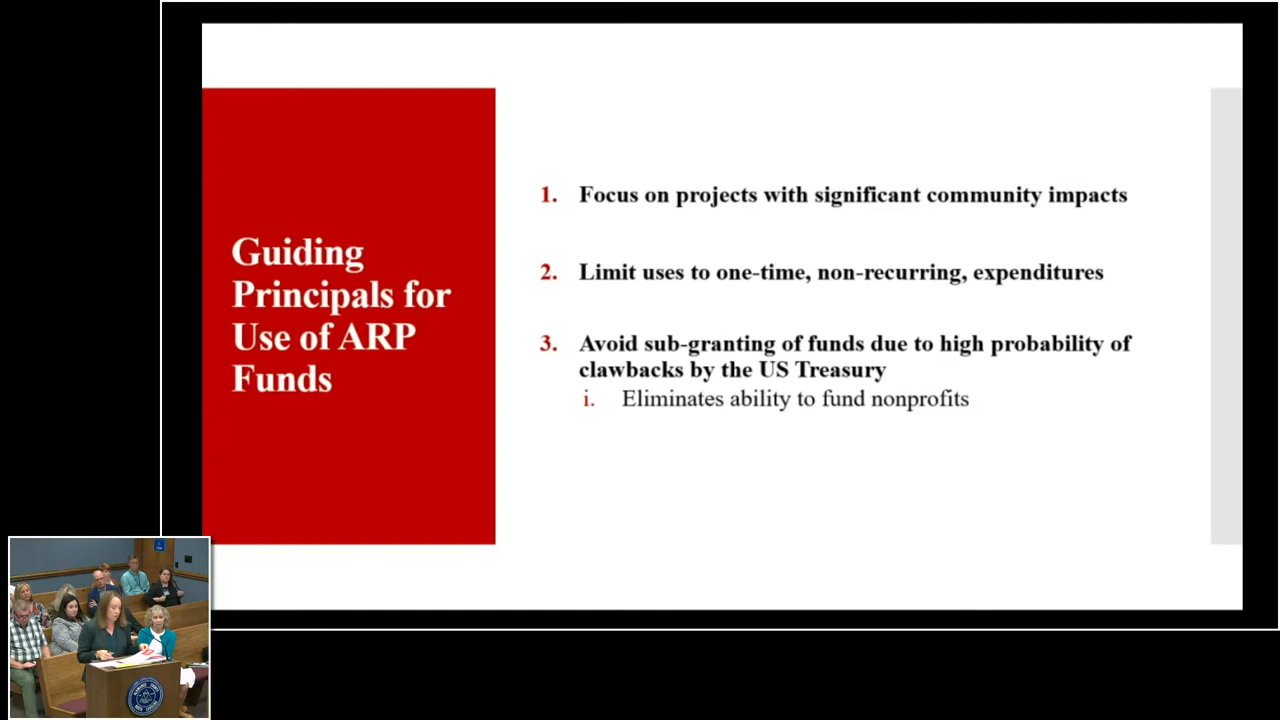 Guiding
Principals for
Use of ARP
Funds
1. Focus on projects with significant community impacts
2. Limit uses to one-time, non-recurring, expenditures
3. Avoid sub-granting of funds due to high probability of
clawbacks by the US Treasury
i. Eliminates ability to fund nonprofits